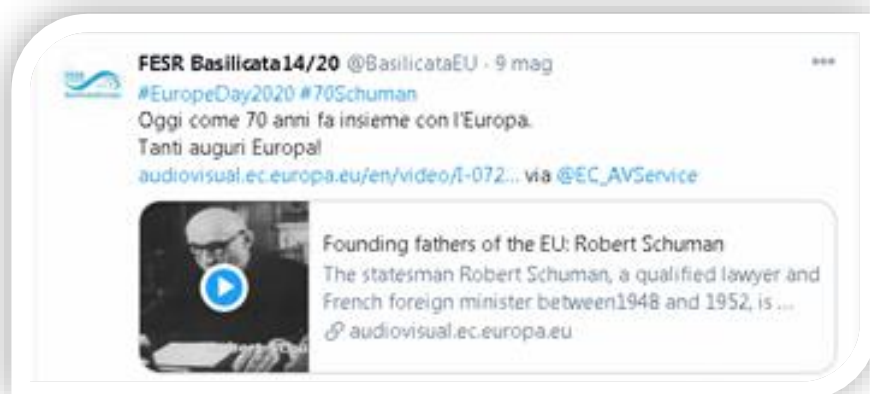 FESR Basilicata14/20 @BasilicataEU · 9 mag
#EuropeDay2020 #70Schuman
Oggi come 70 anni fa insieme con l'Europa.
Tanti auguri Europa!
audiovisual.ec.europa.eu/en/video/I-072... via @EC_AVService
Founding fathers of the EU: Robert Schuman
The statesman Robert Schuman, a qualified lawyer and
French foreign minister between1948 and 1952, is ...
audiovisual.ec.europa.eu